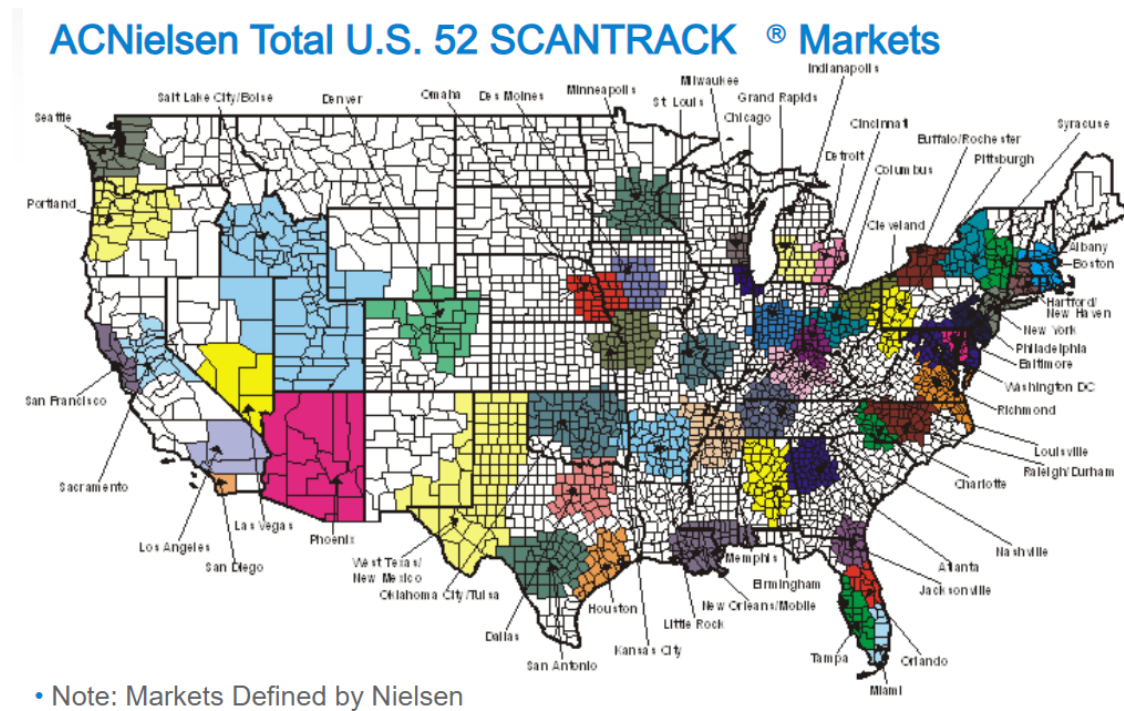 ACNielsen Total U.S. 52 SCANTRACK ® Markets
Indianapolis
Milwaukee
Salt Lake City/Boise
Denver
Omaha
Des Moines
Minneapolis
St. Louis
Grand Rapids
Seattle
Chicago
Cincinnati
Buffalo/Rochester
Syracuse
Detroit
Pittsburgh
Columbus
Portland
Cleveland
Albany
Boston
Hartford/
New Haven
New York
Philadelphia
Baltimore
Washington DC
San Francisco
Richmond
Louisville
Raleigh/Durham
Sacramento
Charlotte
Las Vegas
Los Angeles
Phoenix
San Diego
West Texas/
New Mexico
Oklahoma City/Tulsa
Memphis
Nashville
Atlanta
Birmingham
Jacksonville
Houston
New Orleans/Mobile
Little Rock
Dallas
Kansas City
San Antonio
Tampa
Orlando
Miami
• Note: Markets Defined by Nielsen